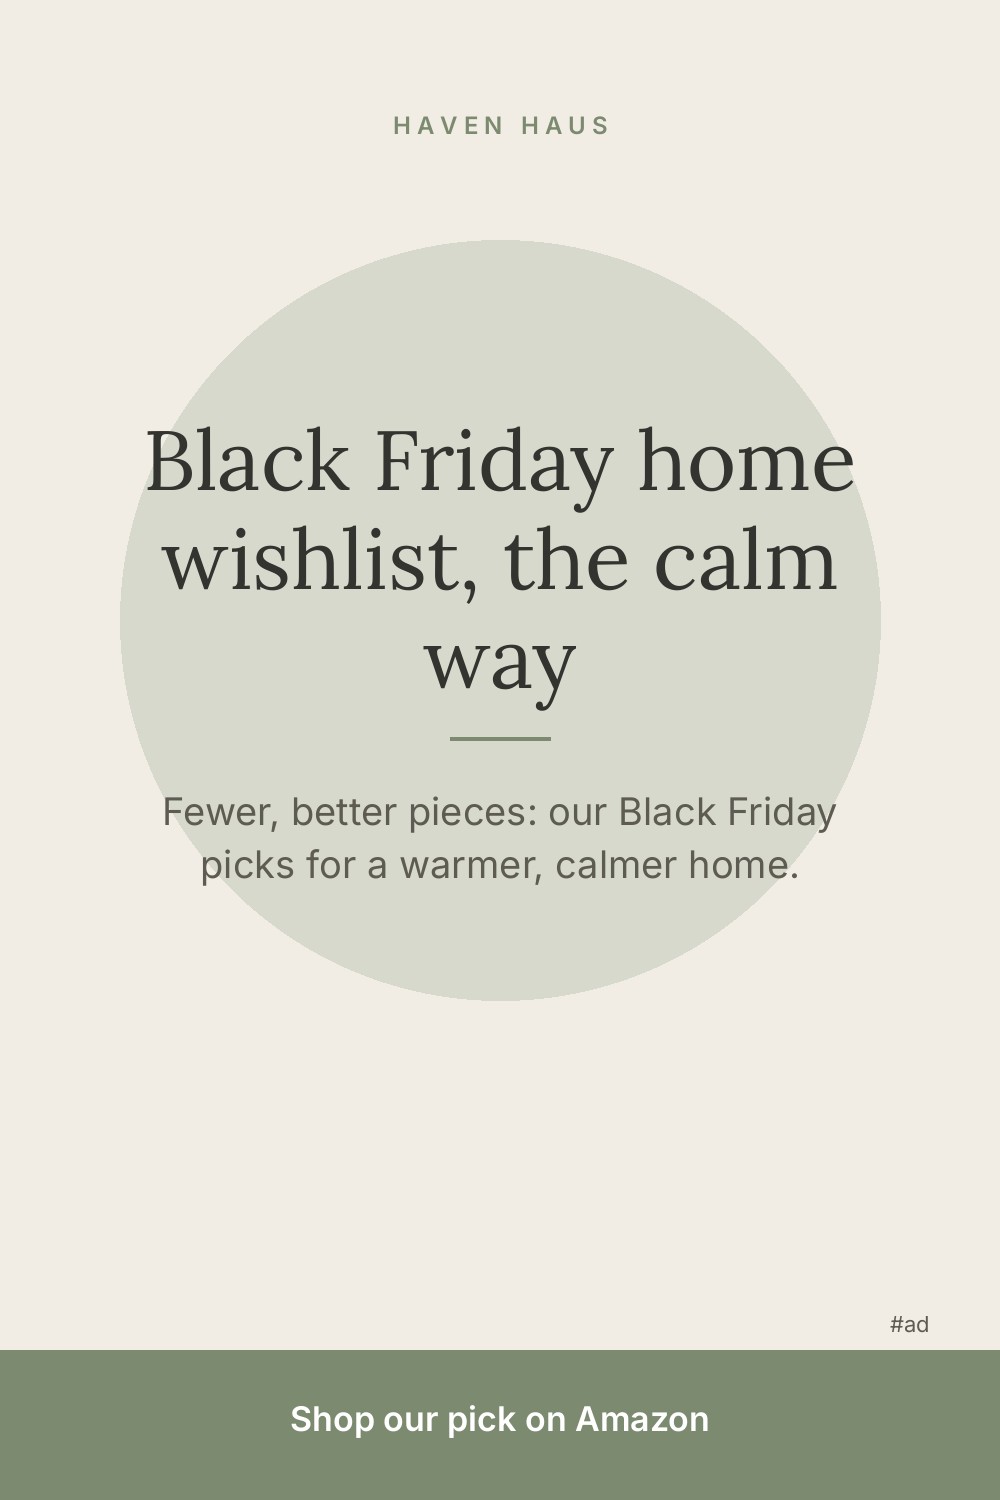 HAVEN HAUS
Black Friday home
wishlist, the calm
way
Fewer, better pieces: our Black Friday
picks for a warmer, calmer home.
#ad
Shop our pick on Amazon